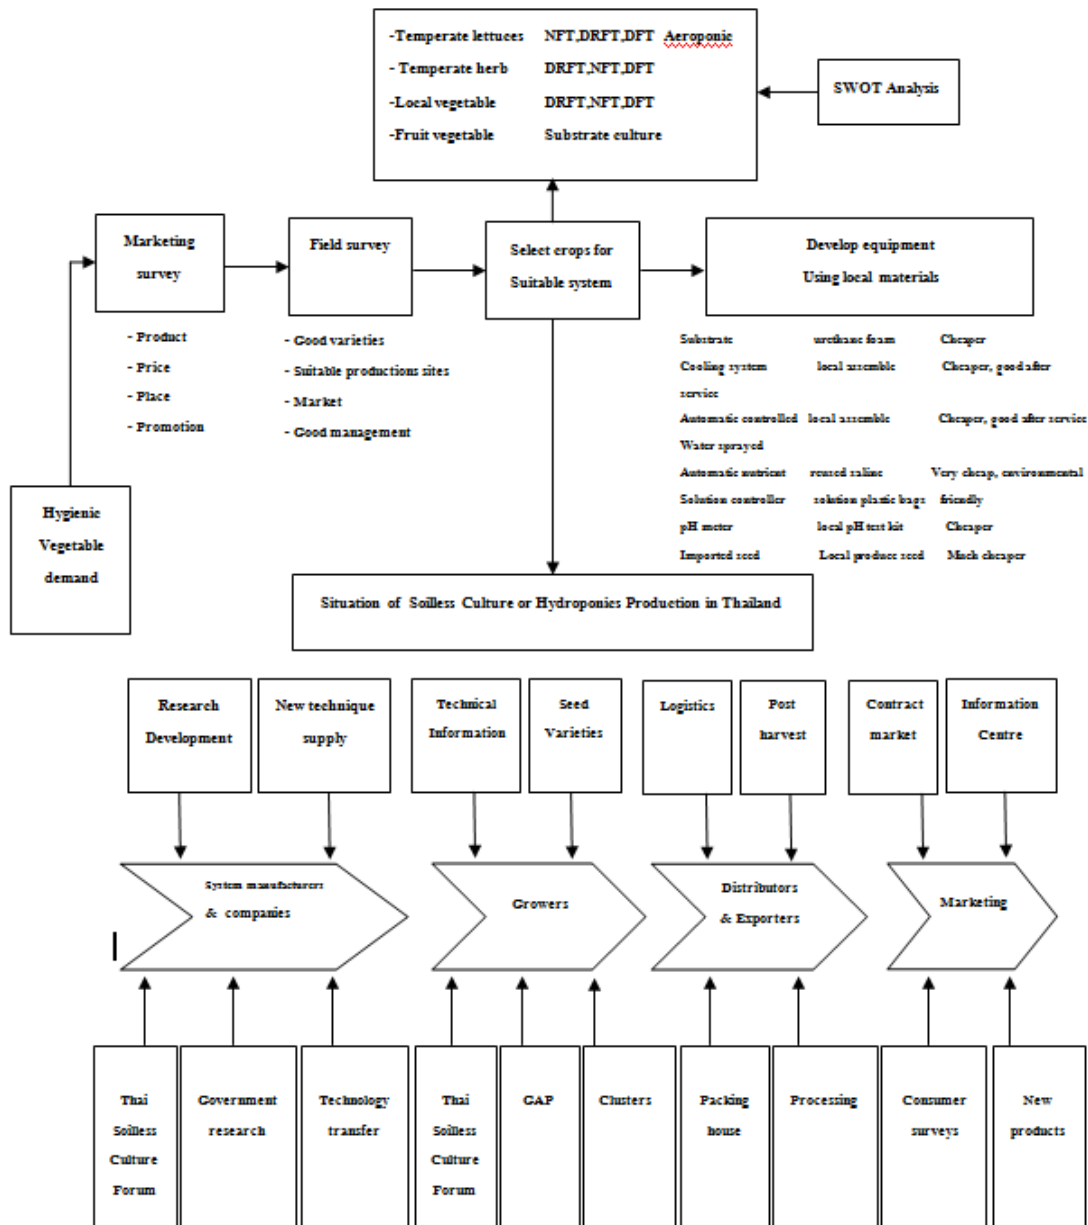 -Temperate lettuces NFT,DRFT,DFT Aeroponic
- Temperate herb DRFT,NFT,DFT
-Local vegetable DRFT,NFT,DFT
-Fruit vegetable Substrate culture
SWOT Analysis
Marketing
survey
Field survey
Select crops for
Suitable system
Develop equipment
Using local materials
- Product
- Price
- Place
- Promotion
- Good varieties
- Suitable productions sites
- Market
- Good management
Substrate urethane foam Cheaper
Cooling system local assemble Cheaper, good after
service
Automatic controlled local assemble Cheaper, good after service
Water sprayed
Automatic nutrient reused saline Very cheap, environmental
Solution controller solution plastic bags friendly
pH meter local pH test kit Cheaper
Imported seed Local produce seed Much cheaper
Hygienic
Vegetable
demand
Situation of Soilless Culture or Hydroponics Production in Thailand
Research
Development
New technique
supply
Technical
Information
Seed
Varieties
Logistics
Post
harvest
Contract
market
Information
Centre
System manufacturers
& companies
Growers
Distributors
& Exporters
Marketing
Thai
Soilless
Culture
Forum
Government
research
Technology
transfer
Thai
Soilless
Culture
Forum
GAP
Clusters
Packing
house
Processing
Consumer
surveys
New
products